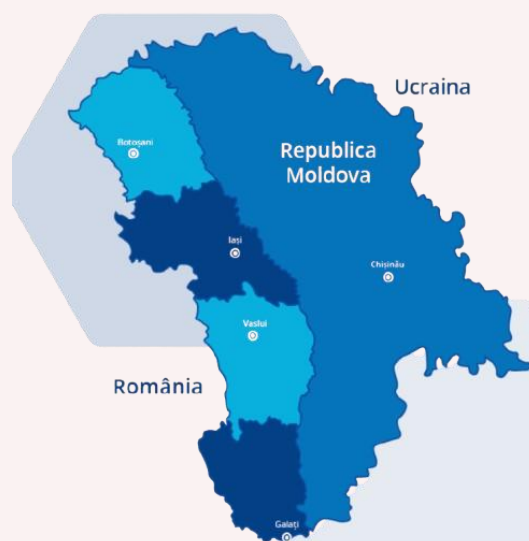 Ucraina
Botoșani
Republica
Moldova
Iași
Chișinău
Vaslui
România
Galați